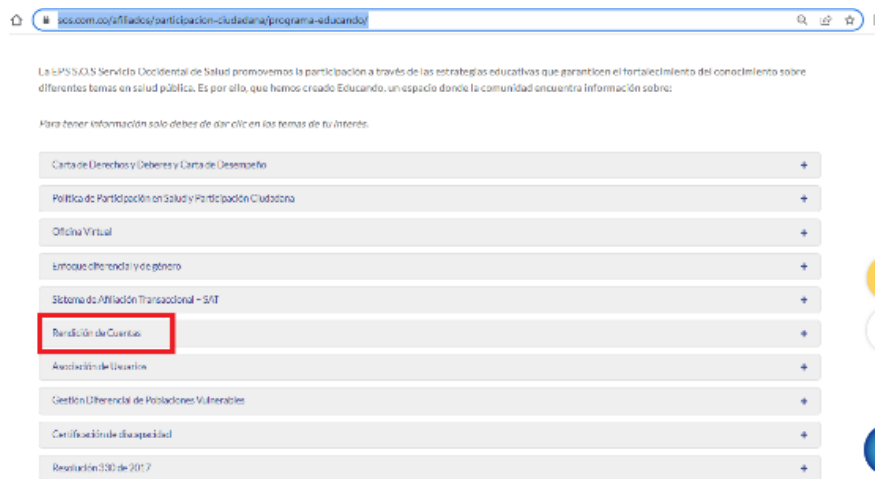 sos.com.co/afiliados/participacion-ciudadana/programa-educando/
La EPS S.O.S Servicio Occidental de Salud promovemos la participación a través de las estrategias educativas que garanticen el fortalecimiento del conocimiento sobre
diferentes temas en salud pública. Es por ello, que hemos creado Educando, un espacio donde la comunidad encuentra información sobre:
Para tener información solo debes de dar clic en los temas de tu interés.
Carta de Derechos y Deberes y Carta de Desempeño +
Política de Participación en Salud y Participación Ciudadana +
Oficina Virtual +
Enfoque diferencial y de género +
Sistema de Afiliación Transaccional – SAT +
Rendición de Cuentas +
Asociación de Usuarios +
Gestión Diferencial de Poblaciones Vulnerables +
Certificación de discapacidad +
Resolución 330 de 2017 +